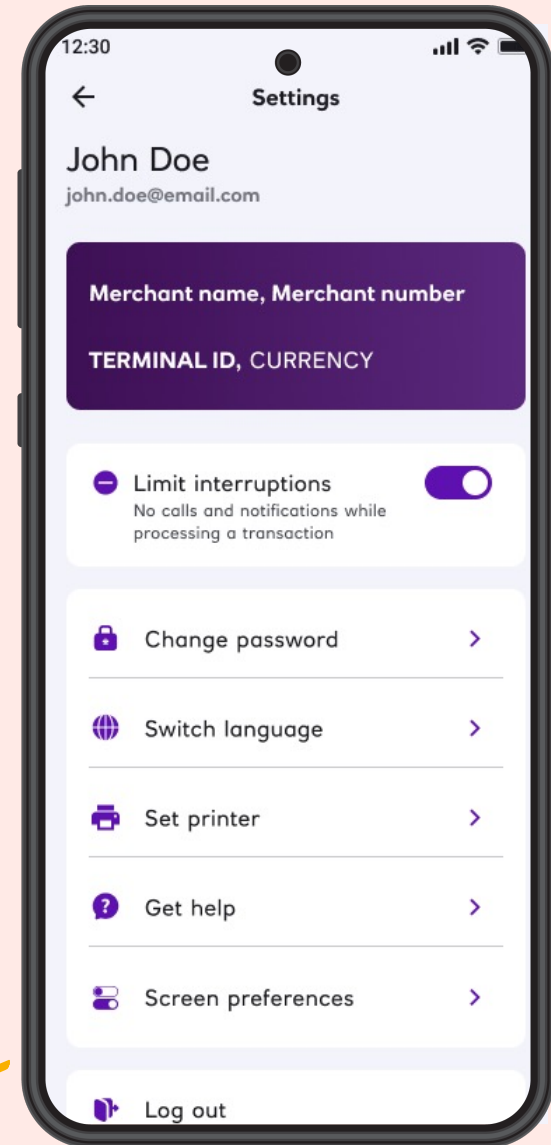 12:30
Settings
John Doe
john.doe@email.com
Merchant name, Merchant number
TERMINAL ID, CURRENCY
Limit interruptions
No calls and notifications while
processing a transaction
Change password
Switch language
Set printer
Get help
Screen preferences
Log out